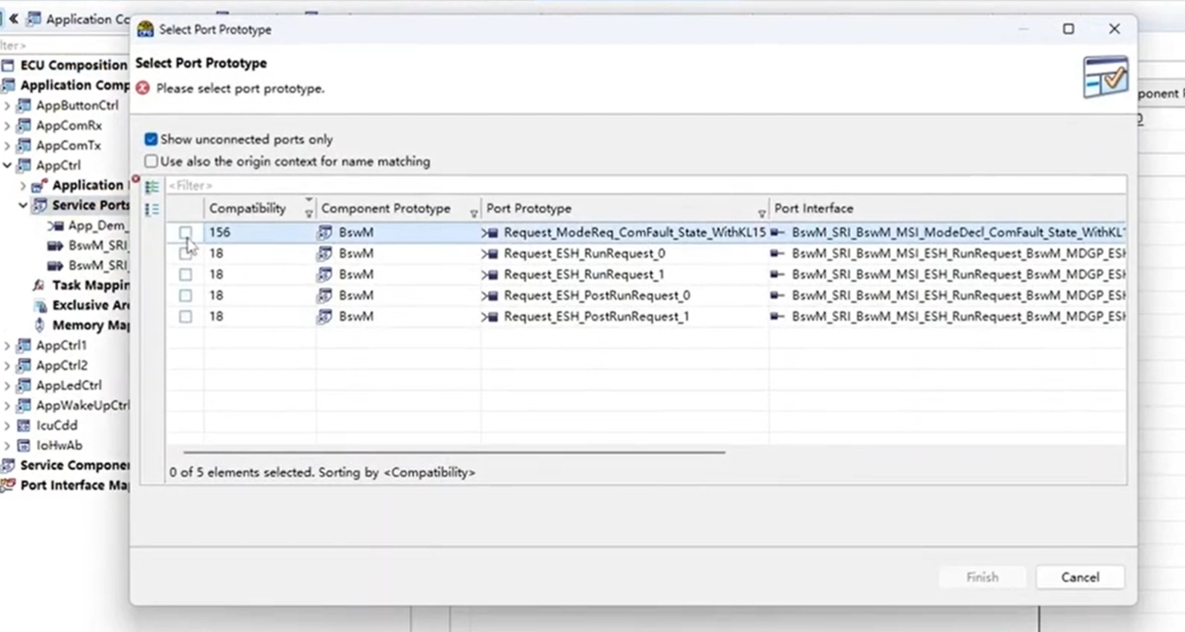 Application Co
Select Port Prototype
lter>
ECU Composition
Select Port Prototype
Application Comp
Please select port prototype.
ponent P
AppButtonCtrl
AppComRx
Show unconnected ports only
AppComTx
Use also the origin context for name matching
AppCtrl
Application
<Filter>
Service Ports
Compatibility Component Prototype Port Prototype Port Interface
App_Dem_
156 BswM Request_ModeReq_ComFault_State_WithKL15 BswM_SRI_BswM_MSI_ModeDecl_ComFault_State_WithKL1
BswM_SRI_
18 BswM Request_ESH_RunRequest_0 BswM_SRI_BswM_MSI_ESH_RunRequest_BswM_MDGP_ESH
BswM_SRI_
18 BswM Request_ESH_RunRequest_1 BswM_SRI_BswM_MSI_ESH_RunRequest_BswM_MDGP_ESH
Task Mappin
18 BswM Request_ESH_PostRunRequest_0 BswM_SRI_BswM_MSI_ESH_RunRequest_BswM_MDGP_ESH
Exclusive Are
18 BswM Request_ESH_PostRunRequest_1 BswM_SRI_BswM_MSI_ESH_RunRequest_BswM_MDGP_ESH
Memory Map
AppCtrl1
AppCtrl2
AppLedCtrl
AppWakeUpCtrl
IcuCdd
IoHwAb
Service Componen
0 of 5 elements selected. Sorting by <Compatibility>
Port Interface Ma
Finish
Cancel